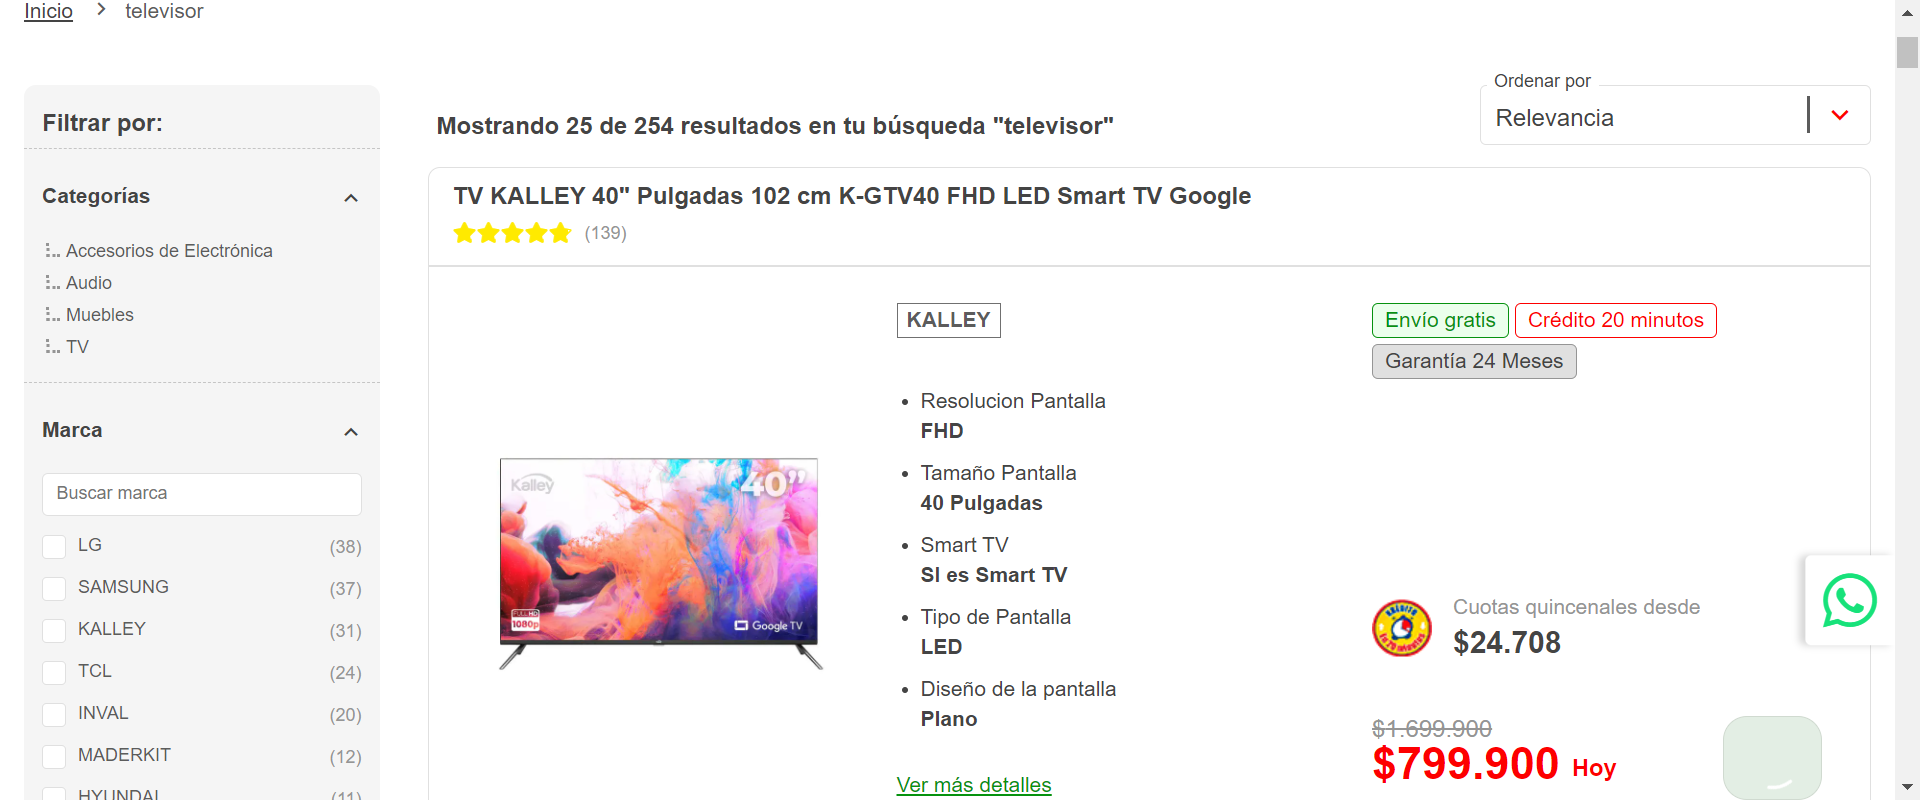 Inicio > televisor
Ordenar por
Relevancia
Filtrar por:
Mostrando 25 de 254 resultados en tu búsqueda "televisor"
Categorías
Accesorios de Electrónica
Audio
Muebles
TV
Marca
Buscar marca
LG (38)
SAMSUNG (37)
KALLEY (31)
TCL (24)
INVAL (20)
MADERKIT (12)
HYUNDAI (11)
TV KALLEY 40" Pulgadas 102 cm K-GTV40 FHD LED Smart TV Google
(139)
Kalley
40”
FULL HD
1080p
Google TV
KALLEY
Resolucion Pantalla
FHD
Tamaño Pantalla
40 Pulgadas
Smart TV
SI es Smart TV
Tipo de Pantalla
LED
Diseño de la pantalla
Plano
Ver más detalles
Envío gratis
Crédito 20 minutos
Garantía 24 Meses
Cuotas quincenales desde
$24.708
$1.699.900
$799.900 Hoy